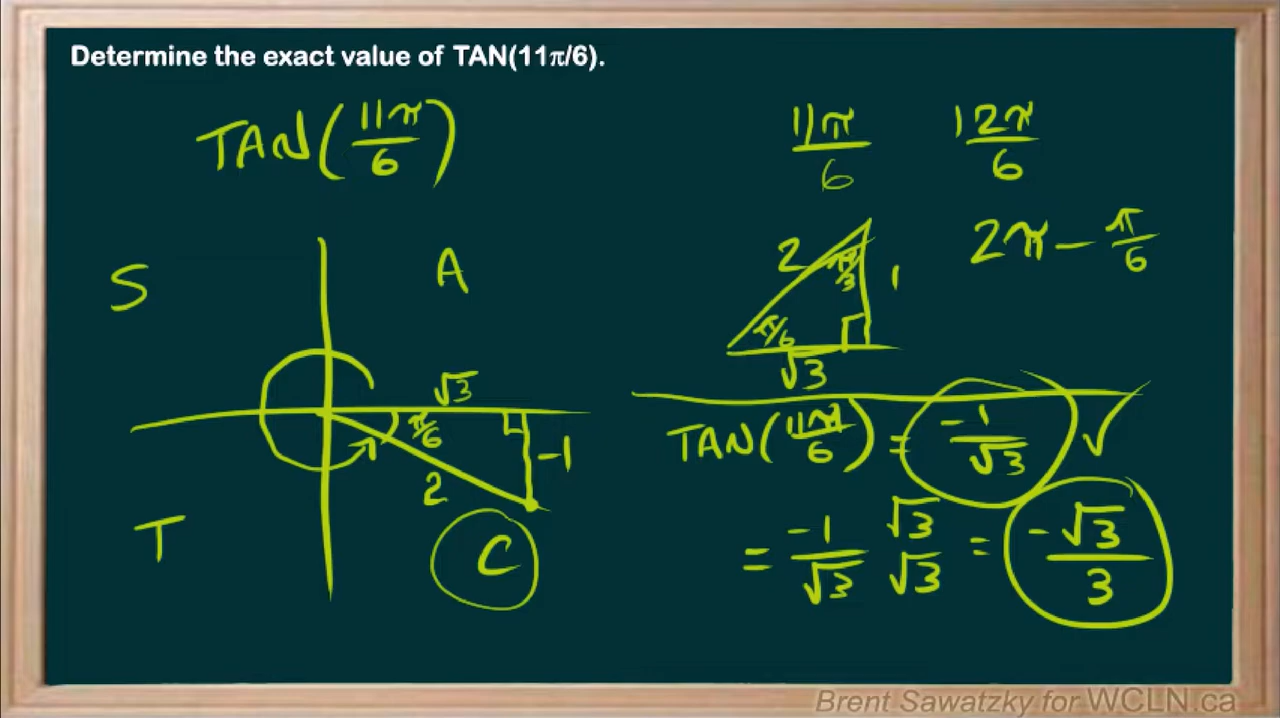 Determine the exact value of TAN(11π/6).
TAN(11π/6)
11π/6 12π/6
2π - π/6
S A
2 π/3 1
π/6
√3
√3
π/6 -1
2
T C
TAN(11π/6) = -1/√3 √
= -1/√3 √3/√3 = -√3/3
Brent Sawatzky for WCLN.ca